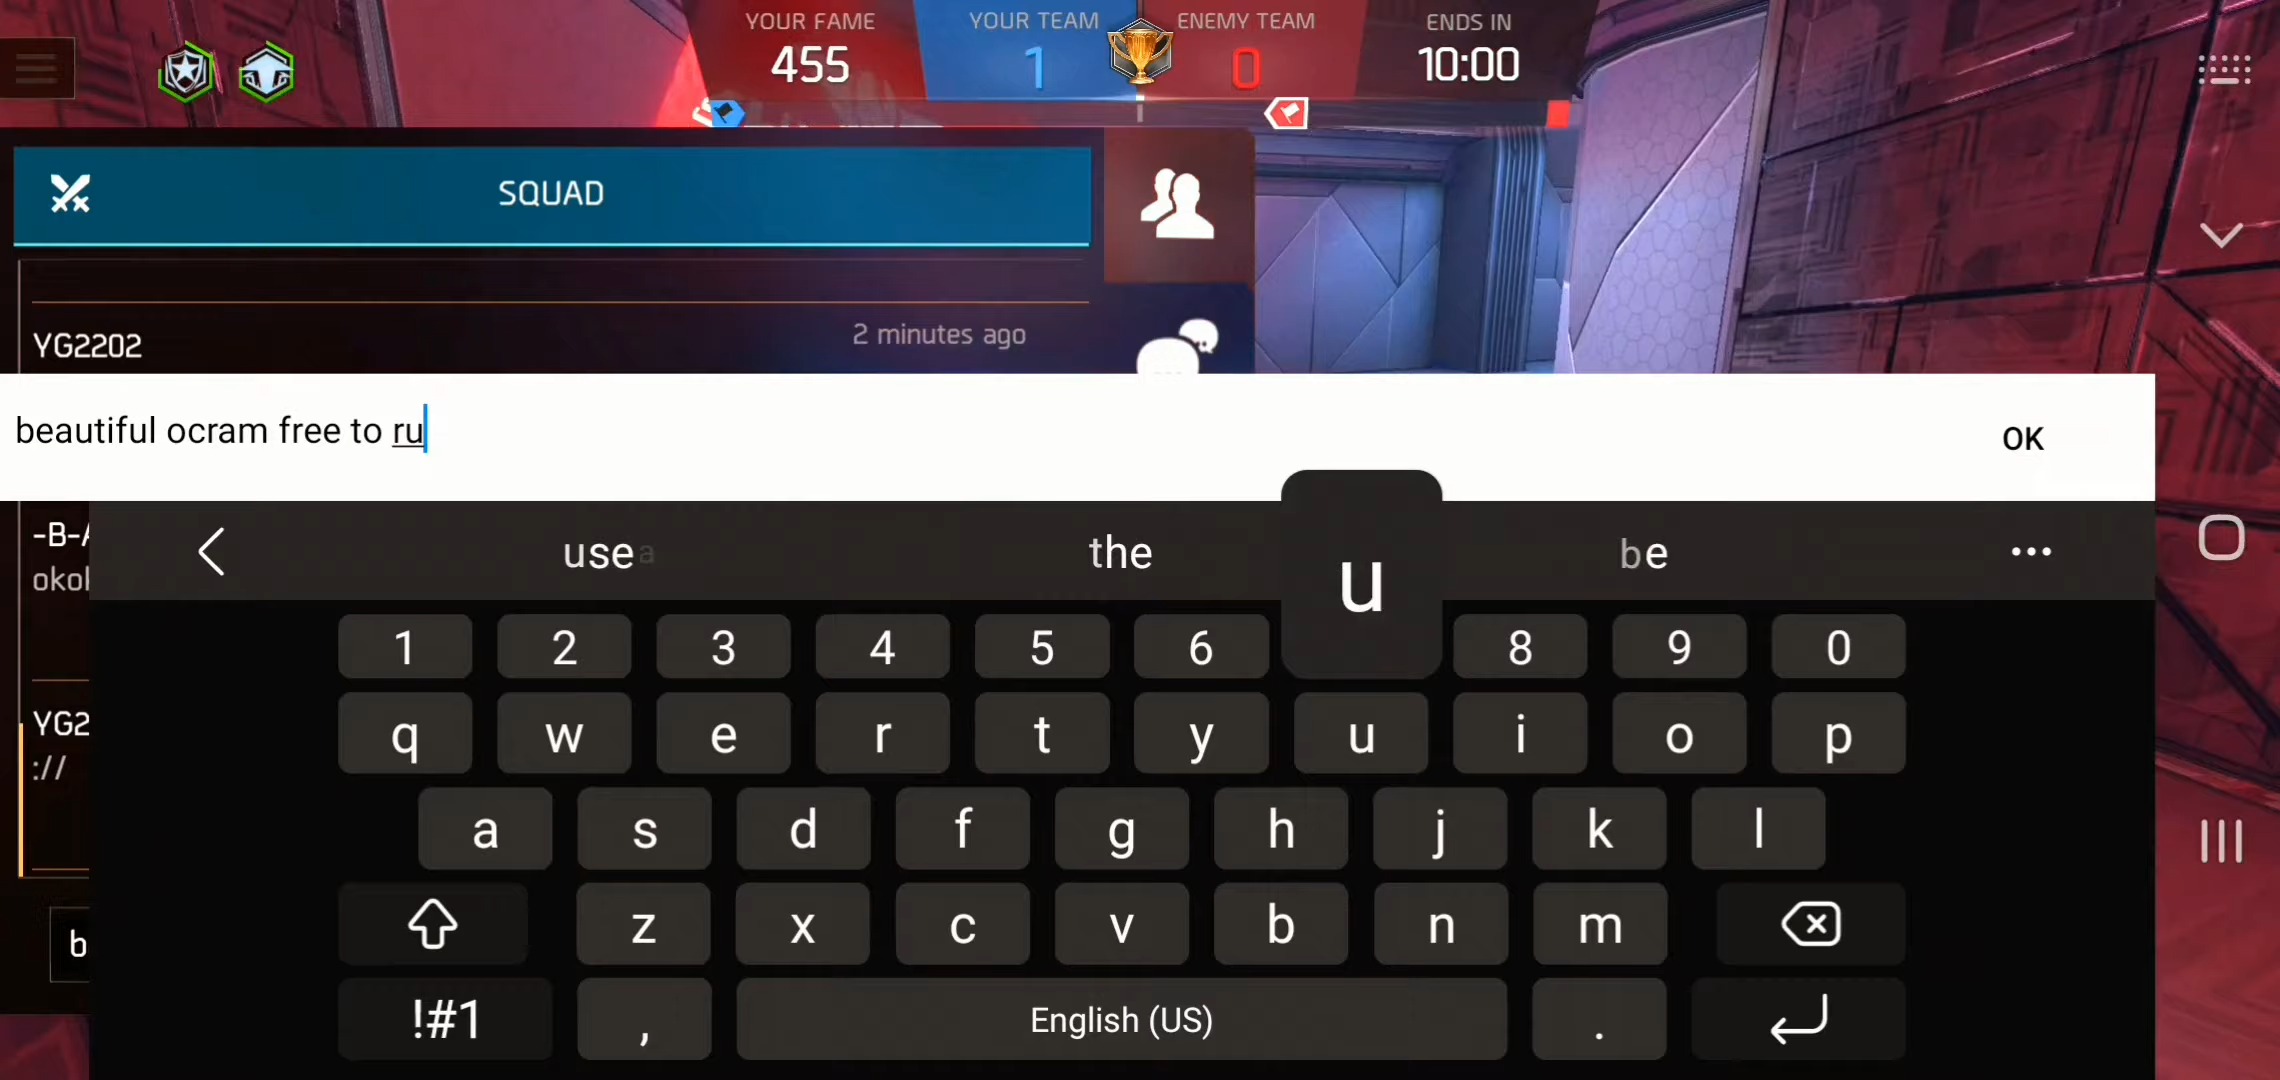 YOUR FAME
455
YOUR TEAM
1
ENEMY TEAM
0
ENDS IN
10:00
SQUAD
YG2202
2 minutes ago
beautiful ocram free to ru
OK
-B-A
okok
use
the
u
be
YG2
://
1 2 3 4 5 6 8 9 0
q w e r t y u i o p
a s d f g h j k l
z x c v b n m
b
!#1 , English (US) .